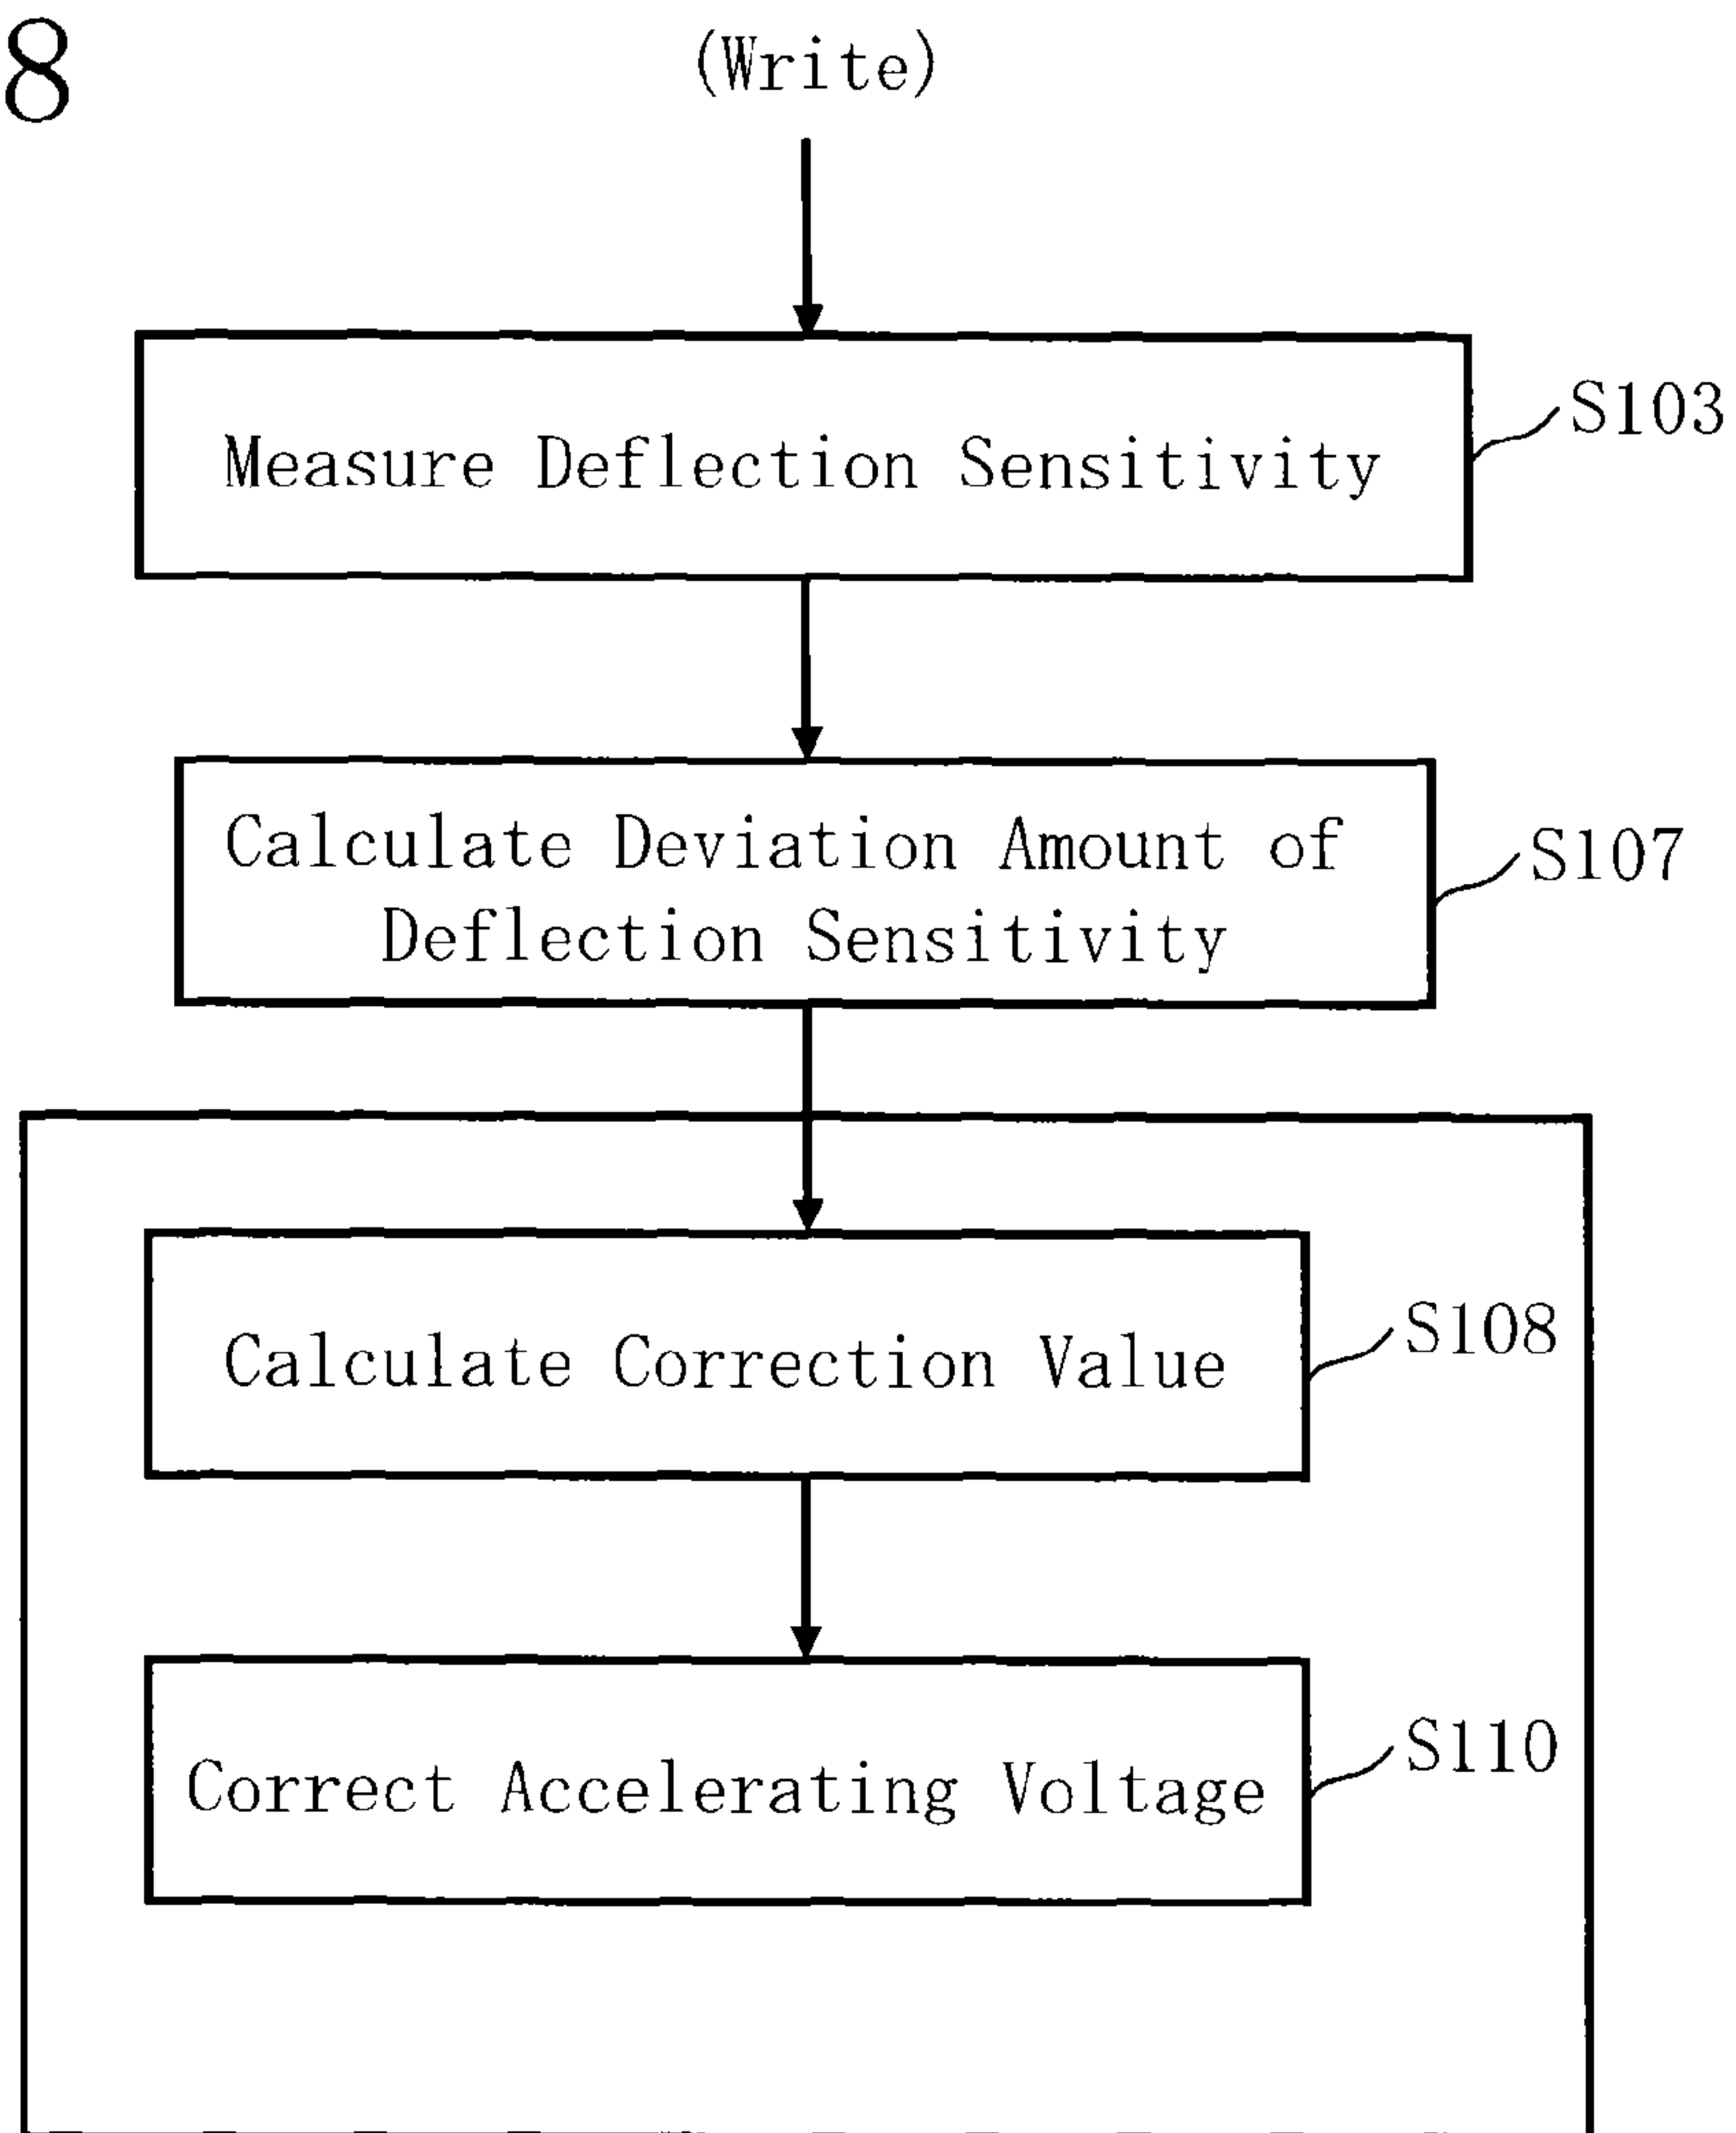 8
(Write)
Measure Deflection Sensitivity
S103
Calculate Deviation Amount of
Deflection Sensitivity
S107
Calculate Correction Value
S108
Correct Accelerating Voltage
S110